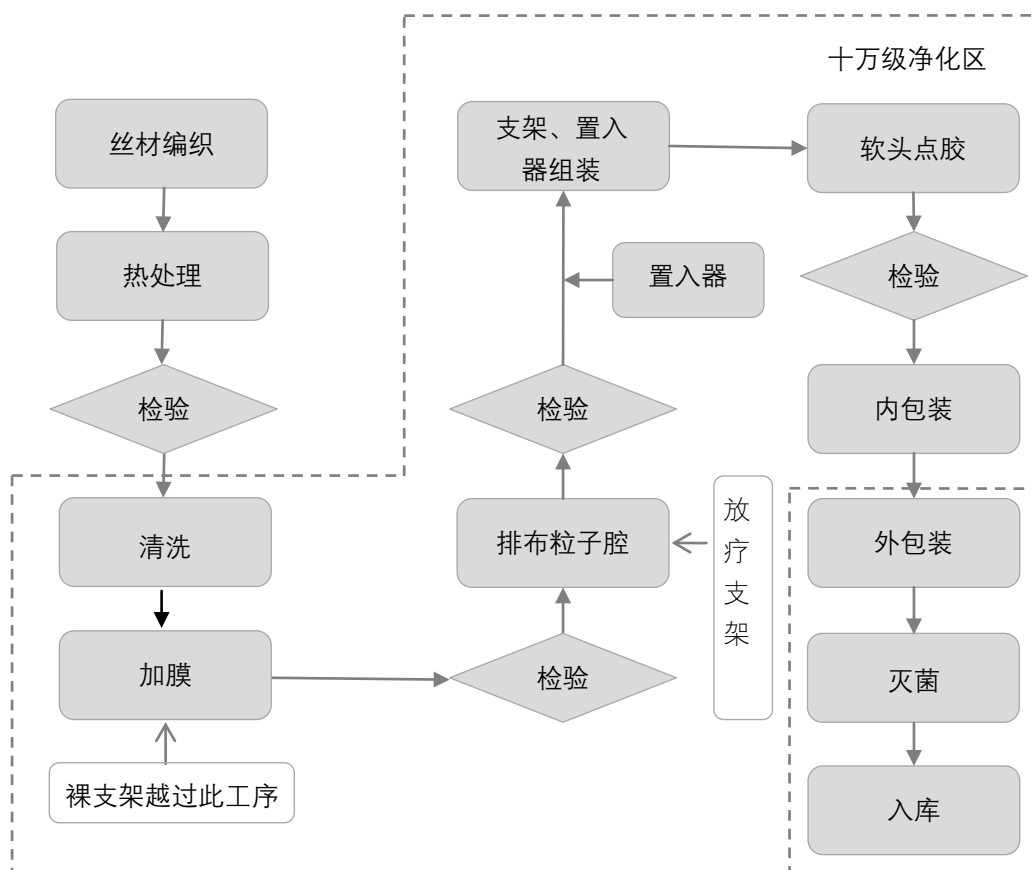 十万级净化区
丝材编织
热处理
检验
清洗
加膜
裸支架越过此工序
检验
排布粒子腔
放
疗
支
架
检验
置入器
支架、置入
器组装
软头点胶
检验
内包装
外包装
灭菌
入库